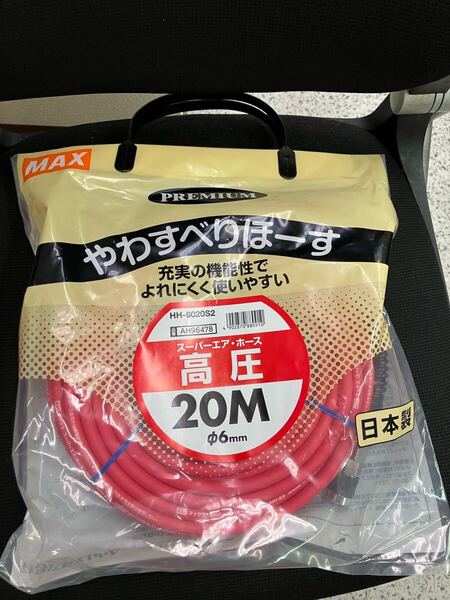 MAX
PREMIUM
やわすべりほーす
充実の機能性で
よれにくく使いやすい
HH-6020S2
AH96478
4902870680910
スーパーエア・ホース
高圧
20M
φ6mm
日本製